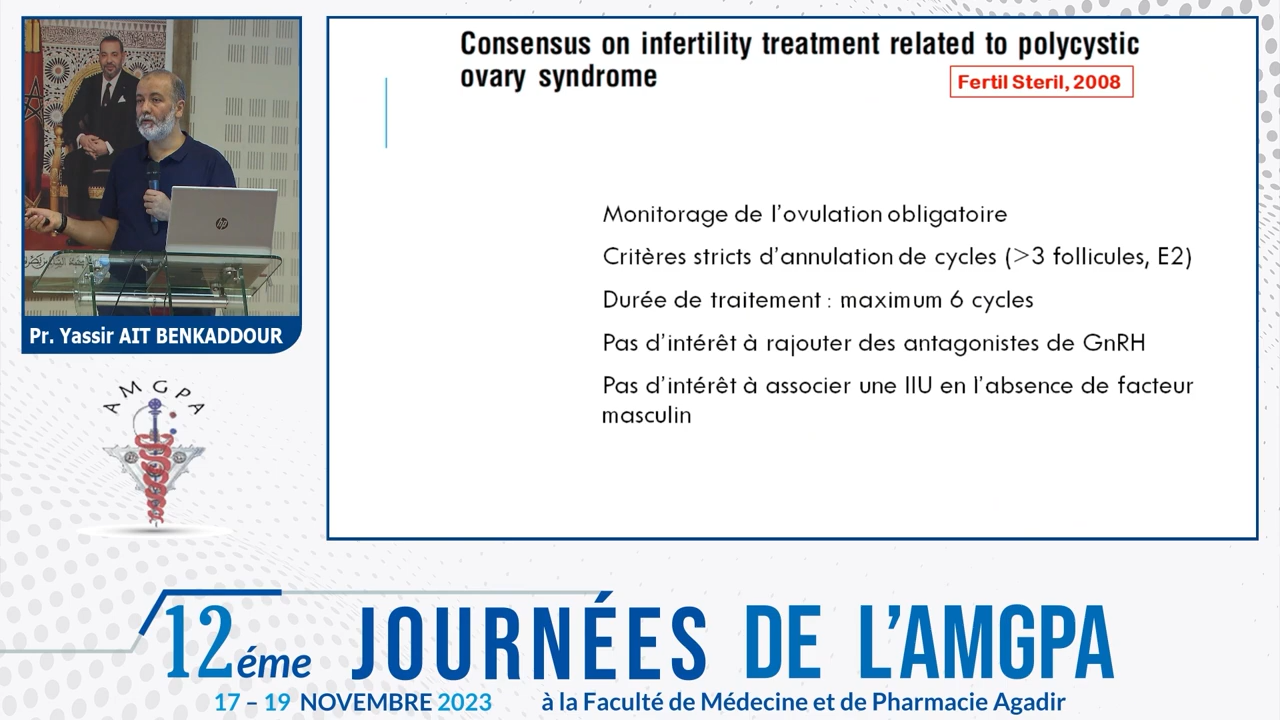 Consensus on infertility treatment related to polycystic
ovary syndrome
Fertil Steril, 2008
Monitorage de l'ovulation obligatoire
Critères stricts d'annulation de cycles (>3 follicules, E2)
Durée de traitement : maximum 6 cycles
Pas d'intérêt à rajouter des antagonistes de GnRH
Pas d'intérêt à associer une IIU en l'absence de facteur
masculin
hp
Pr. Yassir AIT BENKADDOUR
AMGPA
12éme JOURNÉES DE L'AMGPA
17 – 19 NOVEMBRE 2023 à la Faculté de Médecine et de Pharmacie Agadir